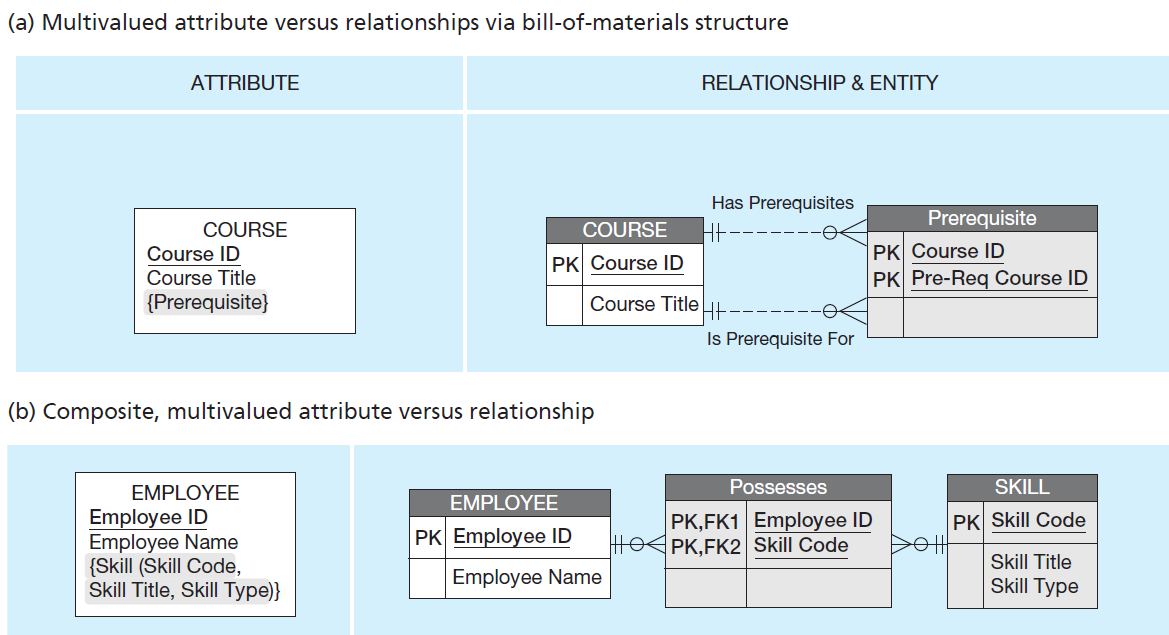 (a) Multivalued attribute versus relationships via bill-of-materials structure
ATTRIBUTE
RELATIONSHIP & ENTITY
COURSE
Course ID
Course Title
{Prerequisite}
COURSE
PK Course ID
Course Title
Has Prerequisites
Is Prerequisite For
Prerequisite
PK Course ID
PK Pre-Req Course ID
(b) Composite, multivalued attribute versus relationship
EMPLOYEE
Employee ID
Employee Name
{Skill (Skill Code,
Skill Title, Skill Type)}
EMPLOYEE
PK Employee ID
Employee Name
Possesses
PK,FK1 Employee ID
PK,FK2 Skill Code
SKILL
PK Skill Code
Skill Title
Skill Type